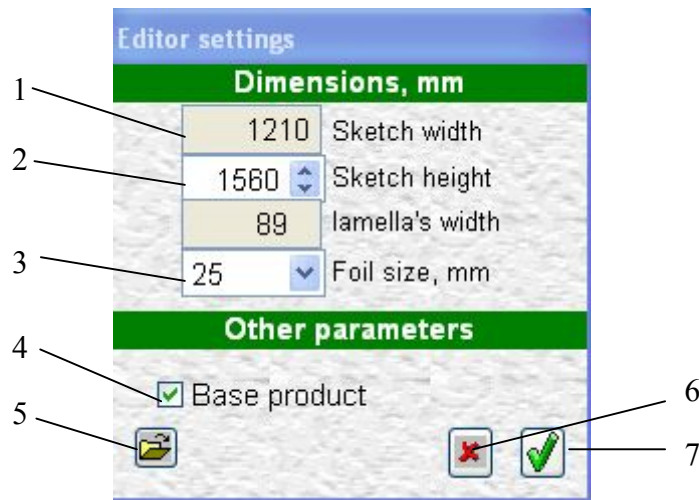 Editor settings
Dimensions, mm
1
1210 Sketch width
2
1560 Sketch height
89 lamella's width
3
25 Foil size, mm
Other parameters
4
Base product
5
6
7